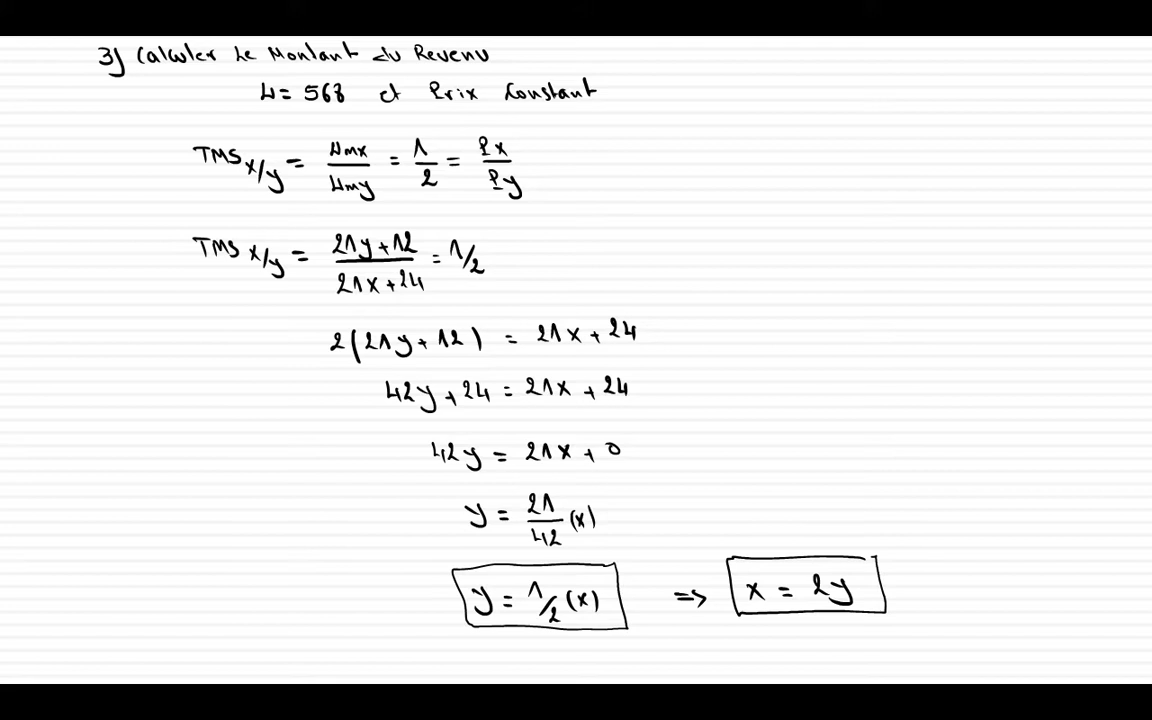 3) Calculer Le Montant du Revenu
U = 568 et Prix Constant
TMS x/y = Umx/Umy = 1/2 = Px/Py
TMS x/y = 21y + 12/21x + 24 = 1/2
2(21y + 12) = 21x + 24
42y + 24 = 21x + 24
42y = 21x + 0
y = 21/42 (x)
y = 1/2 (x) => x = 2y